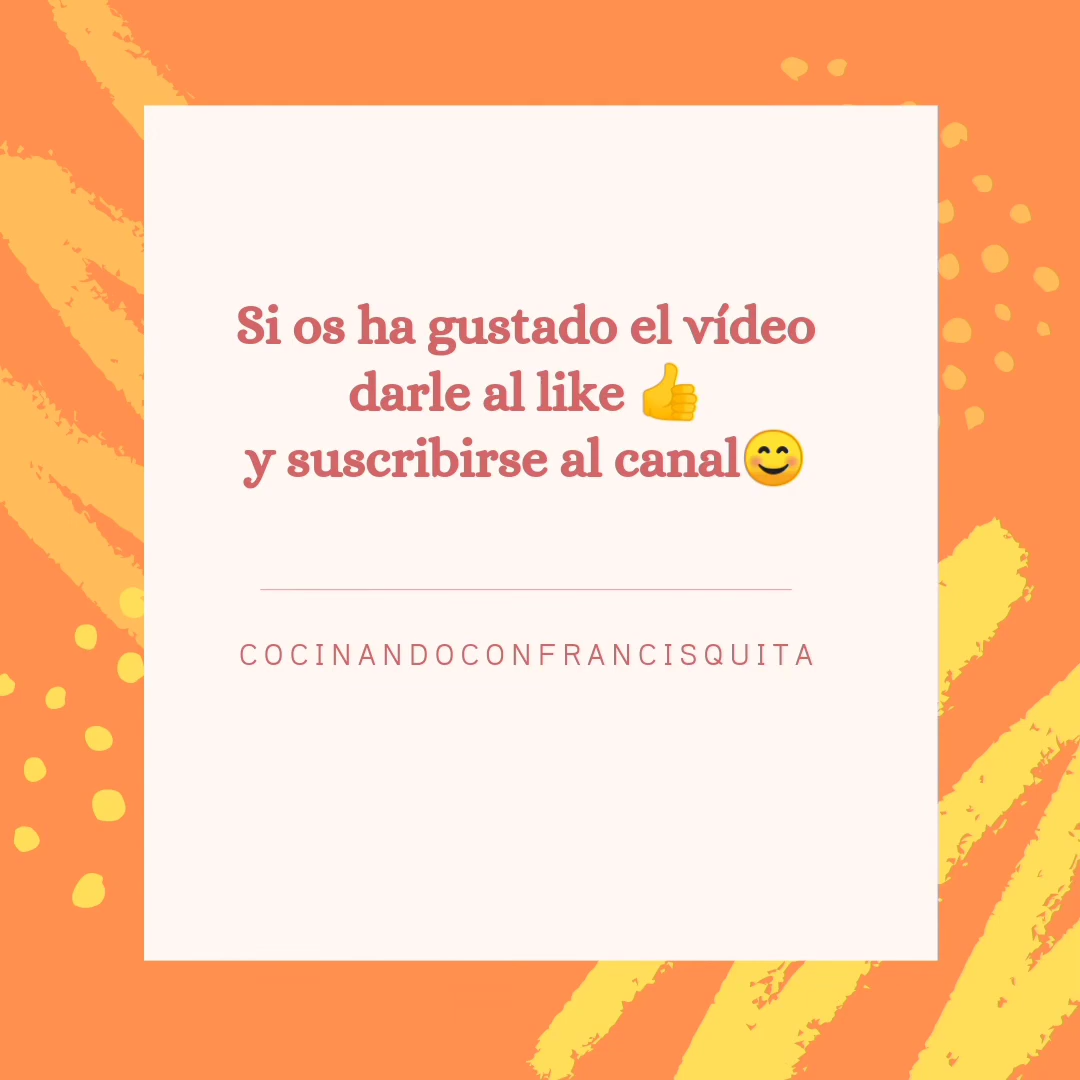 Si os ha gustado el vídeo
darle al like 👍
y suscribirse al canal😊
COCINANDOCONFRANCISQUITA